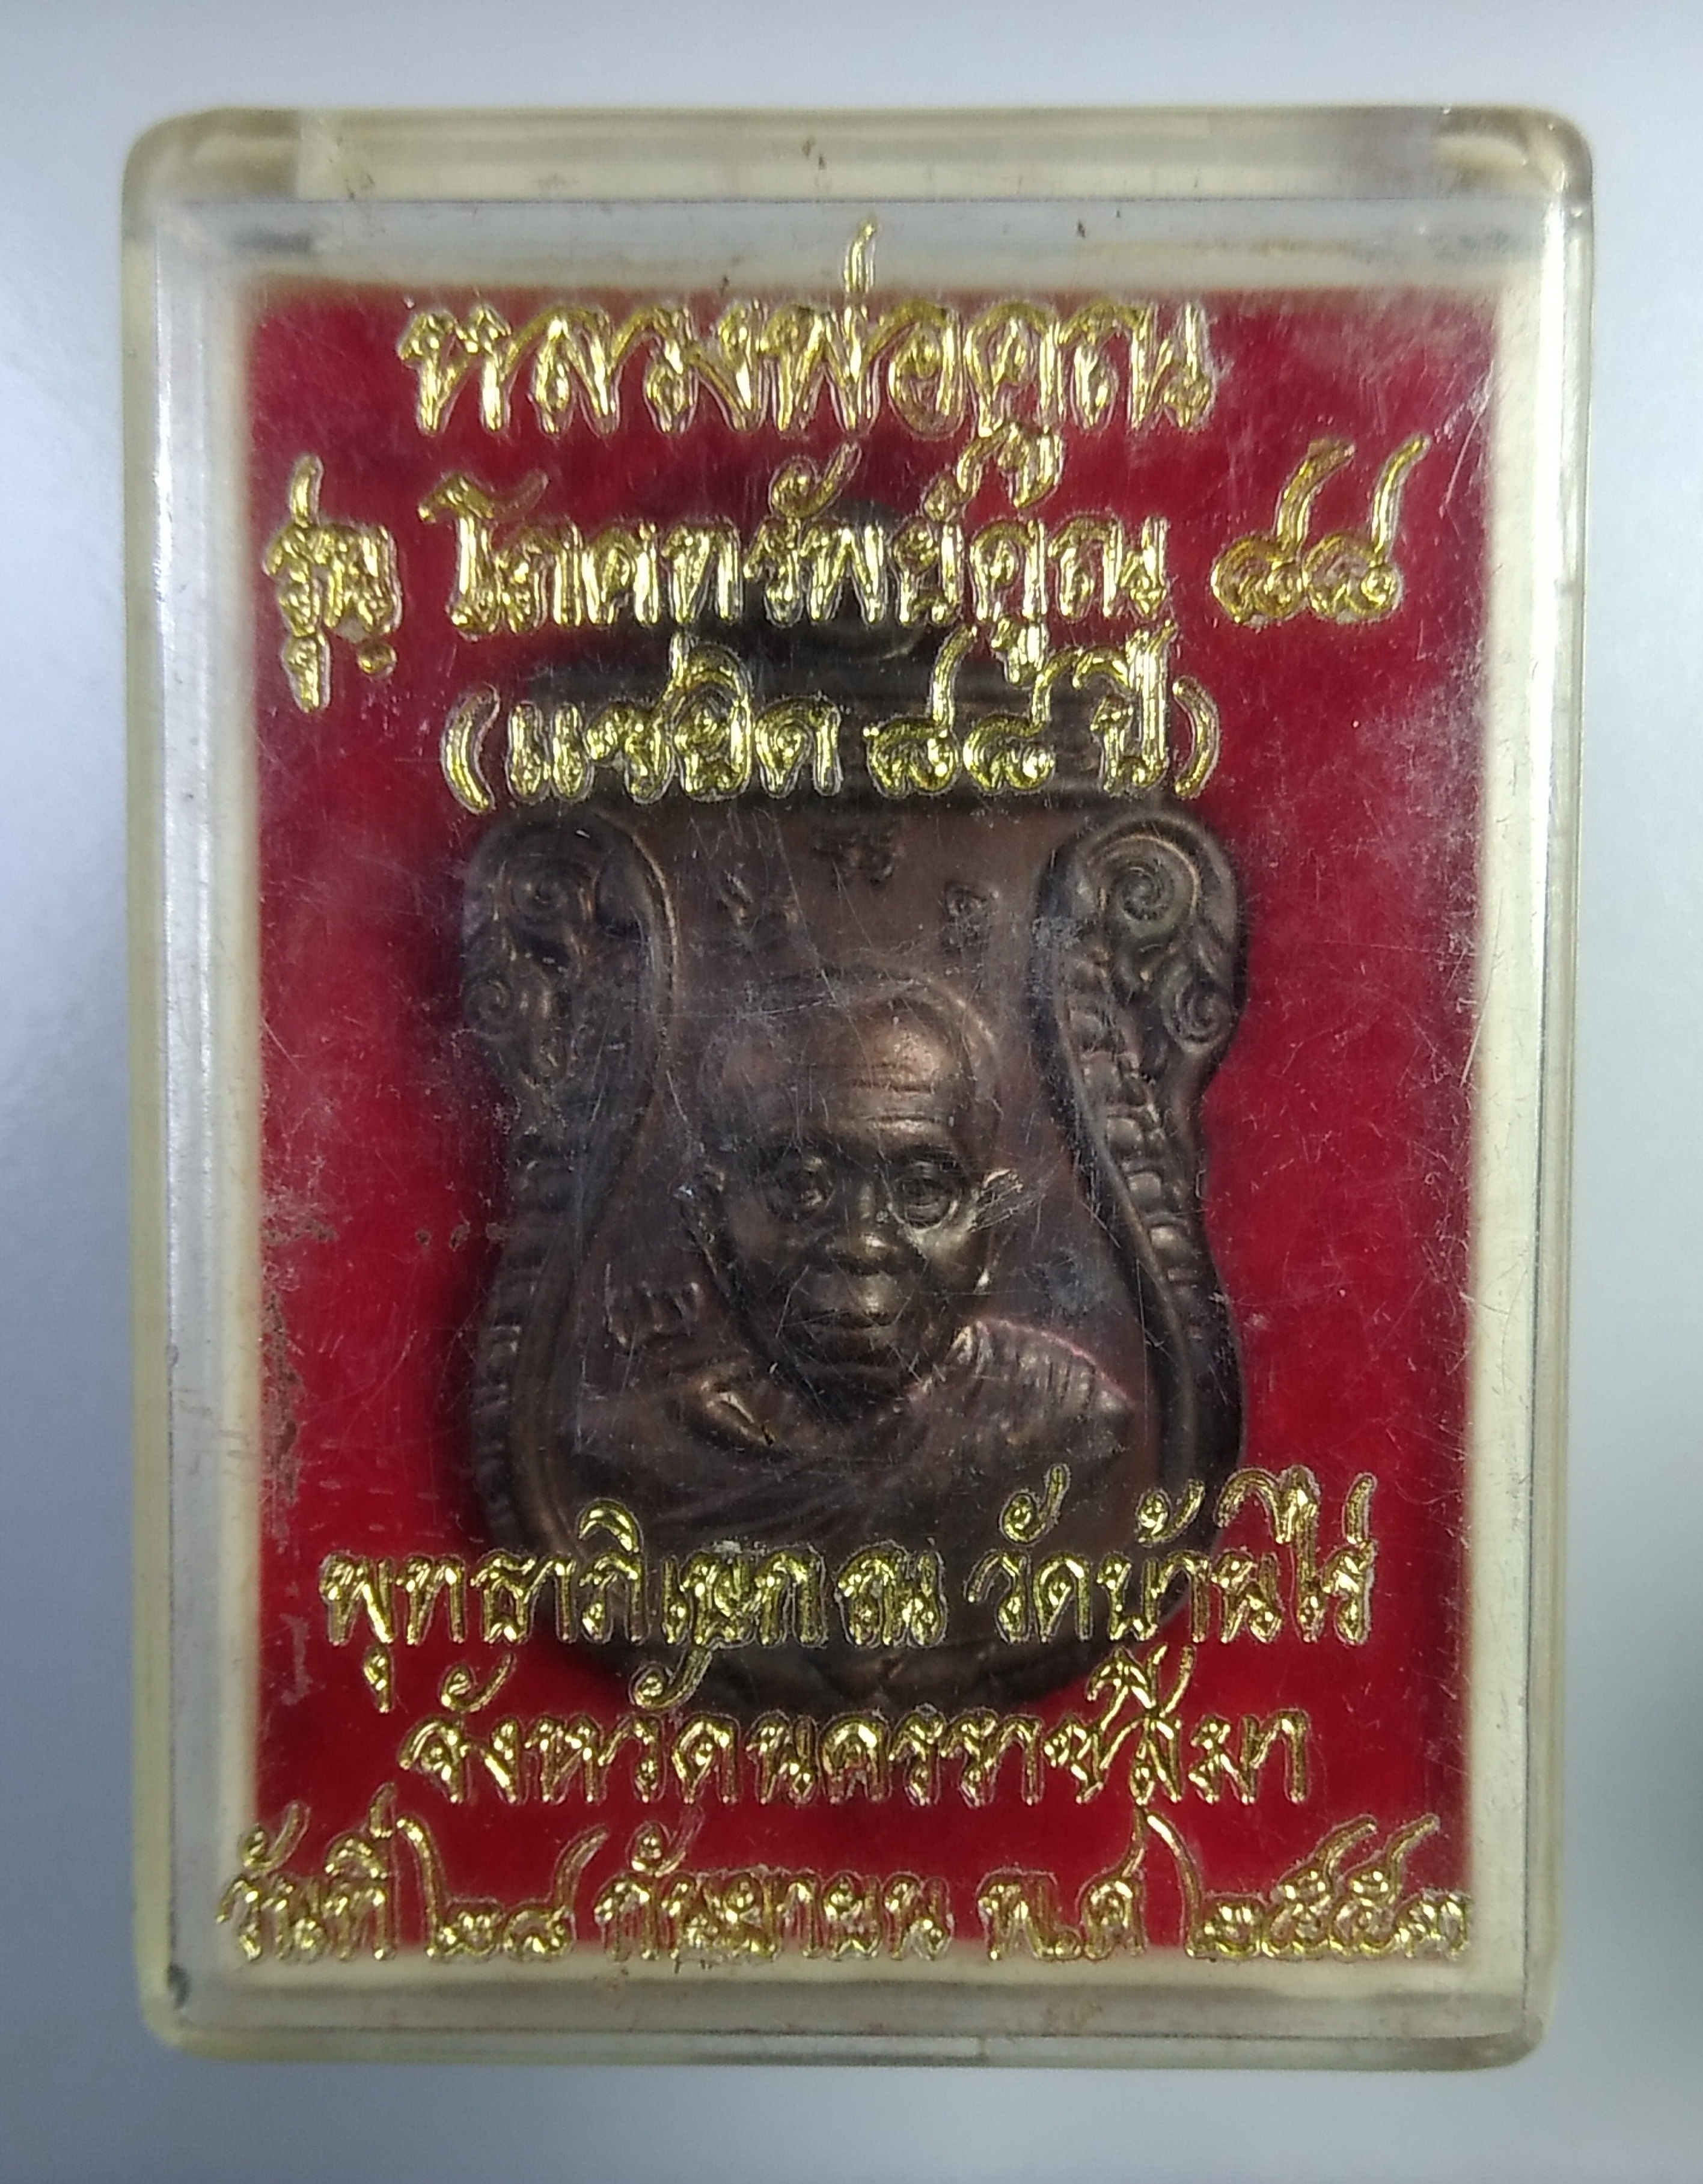 หลวงพ่อคูณ
รุ่น โภคทรัพย์คูณ ๘๘
(แซยิด ๘๘ ปี)
พุทธาภิเษก ณ วัดบ้านไร่
จังหวัดนครราชสีมา
วันที่ ๒๘ กันยายน พ.ศ ๒๕๕๓